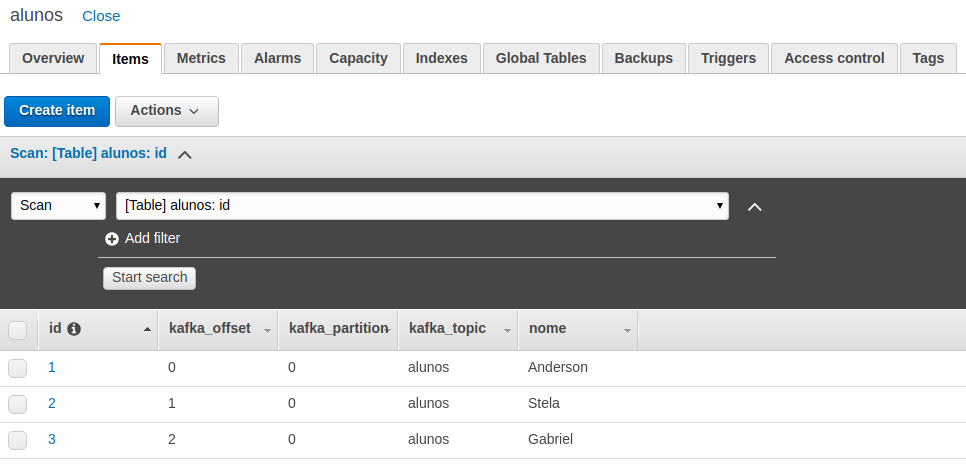 alunos Close
Overview Items Metrics Alarms Capacity Indexes Global Tables Backups Triggers Access control Tags
Create item Actions
Scan: [Table] alunos: id
Scan [Table] alunos: id
Add filter
Start search
id kafka_offset kafka_partition kafka_topic nome
1 0 0 alunos Anderson
2 1 0 alunos Stela
3 2 0 alunos Gabriel